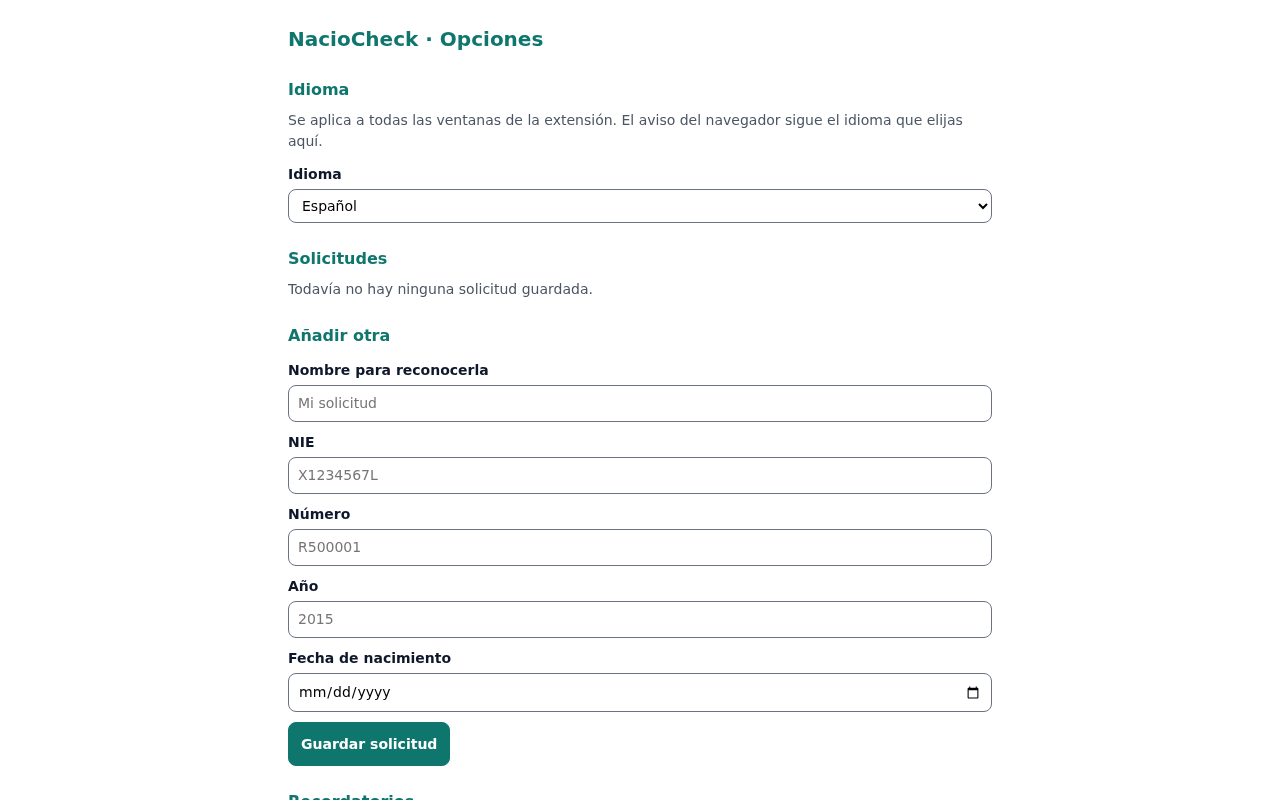 NacioCheck · Opciones
Idioma
Se aplica a todas las ventanas de la extensión. El aviso del navegador sigue el idioma que elijas
aquí.
Idioma
Español
Solicitudes
Todavía no hay ninguna solicitud guardada.
Añadir otra
Nombre para reconocerla
Mi solicitud
NIE
X1234567L
Número
R500001
Año
2015
Fecha de nacimiento
mm/dd/yyyy
Guardar solicitud
Recordatorios